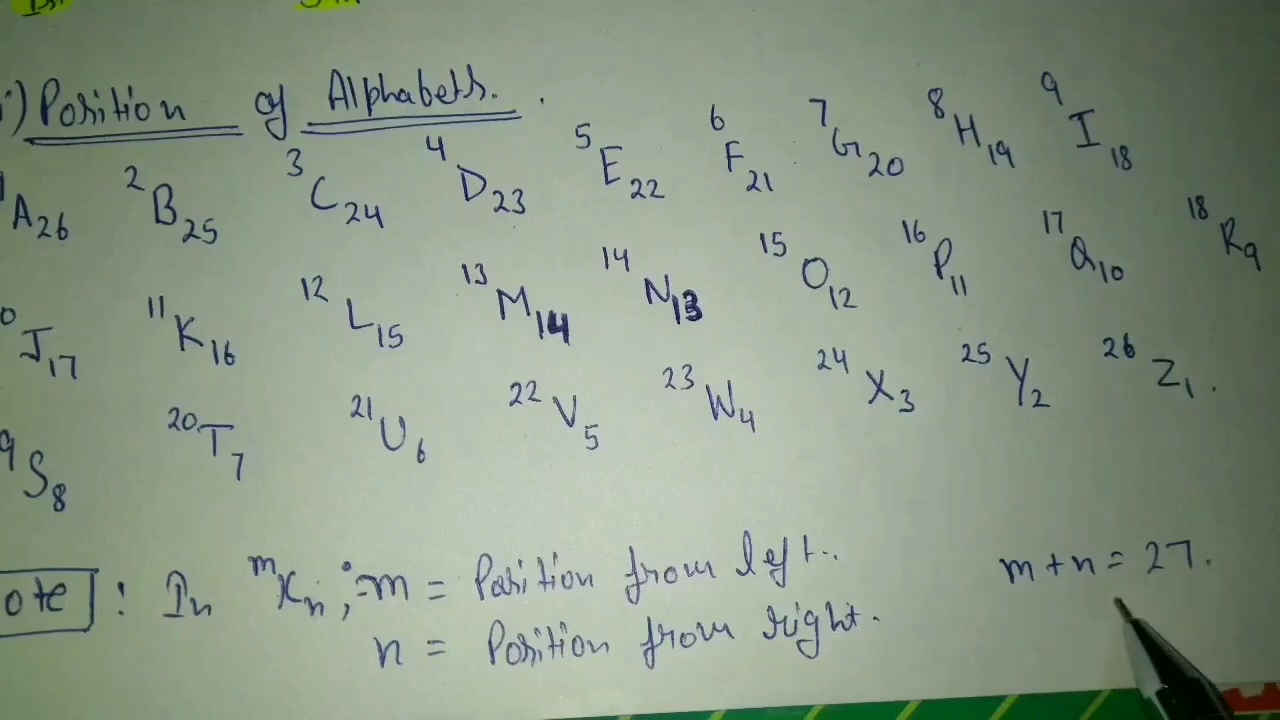 i) Position of Alphabets.
1A26 2B25 3C24 4D23 5E22 6F21 7G20 8H19 9I18
0J17 11K16 12L15 13M14 14N13 15O12 16P11 17Q10 18R9
9S8 20T7 21U6 22V5 23W4 24X3 25Y2 26Z1.
ote : In mXn ;- m = Position from left.
n = Position from right.
m + n = 27.